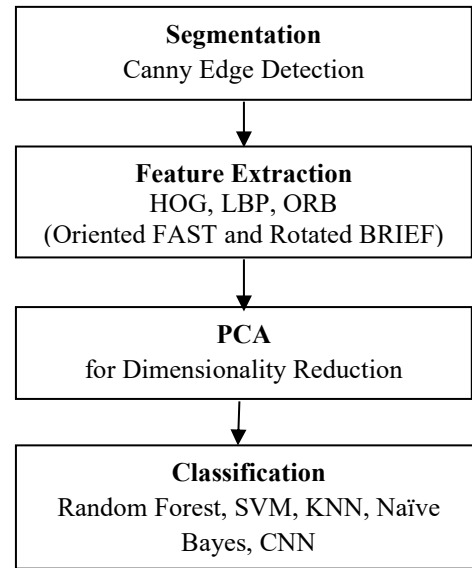 Segmentation
Canny Edge Detection
Feature Extraction
HOG, LBP, ORB
(Oriented FAST and Rotated BRIEF)
PCA
for Dimensionality Reduction
Classification
Random Forest, SVM, KNN, Naïve
Bayes, CNN